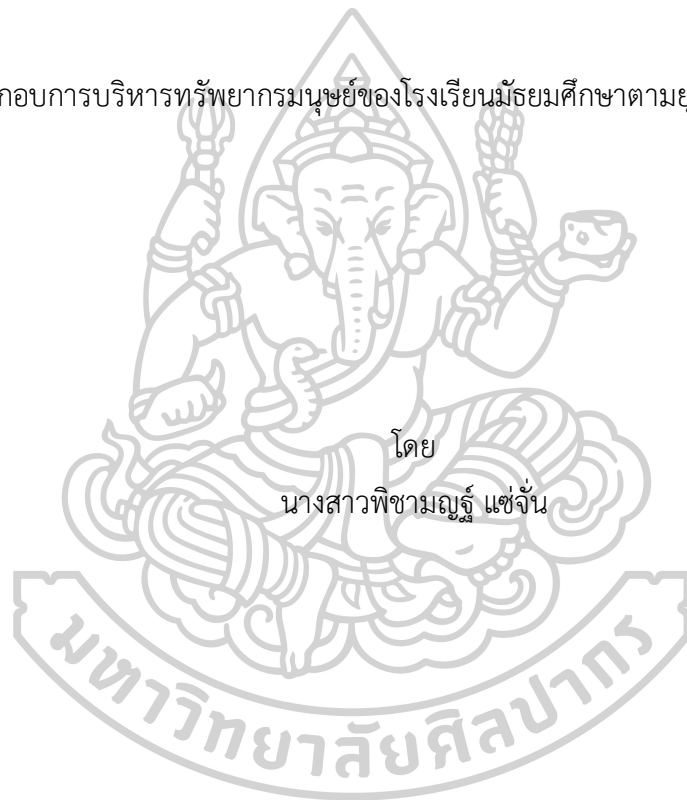 กอบการบริหารทรัพยากรมนุษย์ของโรงเรียนมัธยมศึกษาตามยุ
โดย
นางสาวพิชามญชุ์ แซ่จั่น
มหาวิทยาลัยศิลปากร